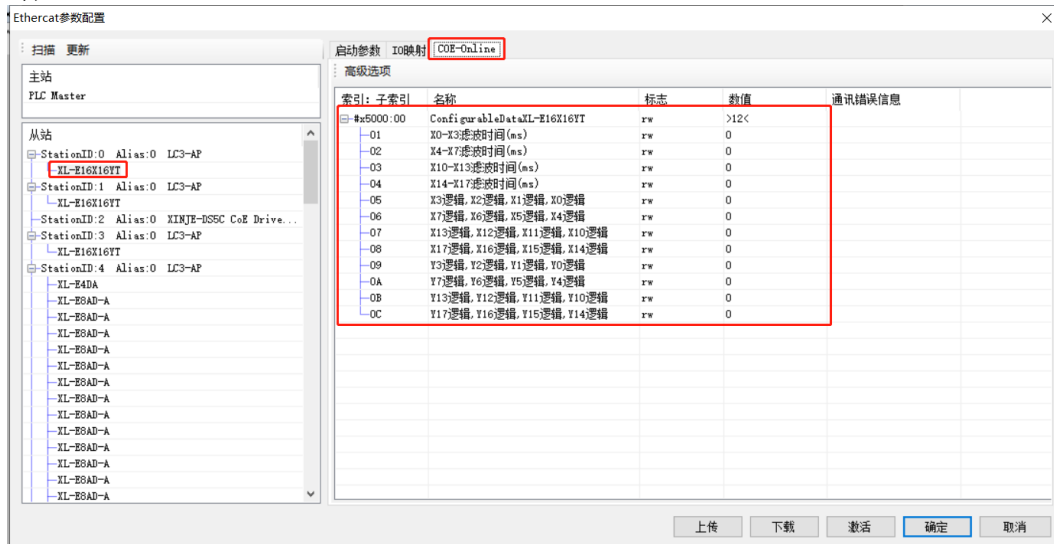 Ethercat参数配置
扫描 更新
主站
PLC Master
从站
StationID:0 Alias:0 LC3-AP
XL-E16X16YT
StationID:1 Alias:0 LC3-AP
XL-E16X16YT
StationID:2 Alias:0 XINJE-DS5C CoE Drive...
StationID:3 Alias:0 LC3-AP
XL-E16X16YT
StationID:4 Alias:0 LC3-AP
XL-E4DA
XL-E8AD-A
XL-E8AD-A
XL-E8AD-A
XL-E8AD-A
XL-E8AD-A
XL-E8AD-A
XL-E8AD-A
XL-E8AD-A
XL-E8AD-A
XL-E8AD-A
XL-E8AD-A
XL-E8AD-A
XL-E8AD-A
启动参数 IO映射 COE-Online
高级选项
索引: 子索引 名称 标志 数值 通讯错误信息
#x5000:00 ConfigurableDataXL-E16X16YT rw >12<
01 X0-X3滤波时间(ms) rw 0
02 X4-X7滤波时间(ms) rw 0
03 X10-X13滤波时间(ms) rw 0
04 X14-X17滤波时间(ms) rw 0
05 X3逻辑,X2逻辑,X1逻辑,X0逻辑 rw 0
06 X7逻辑,X6逻辑,X5逻辑,X4逻辑 rw 0
07 X13逻辑,X12逻辑,X11逻辑,X10逻辑 rw 0
08 X17逻辑,X16逻辑,X15逻辑,X14逻辑 rw 0
09 Y3逻辑,Y2逻辑,Y1逻辑,Y0逻辑 rw 0
0A Y7逻辑,Y6逻辑,Y5逻辑,Y4逻辑 rw 0
0B Y13逻辑,Y12逻辑,Y11逻辑,Y10逻辑 rw 0
0C Y17逻辑,Y16逻辑,Y15逻辑,Y14逻辑 rw 0
上传 下载 激活 确定 取消